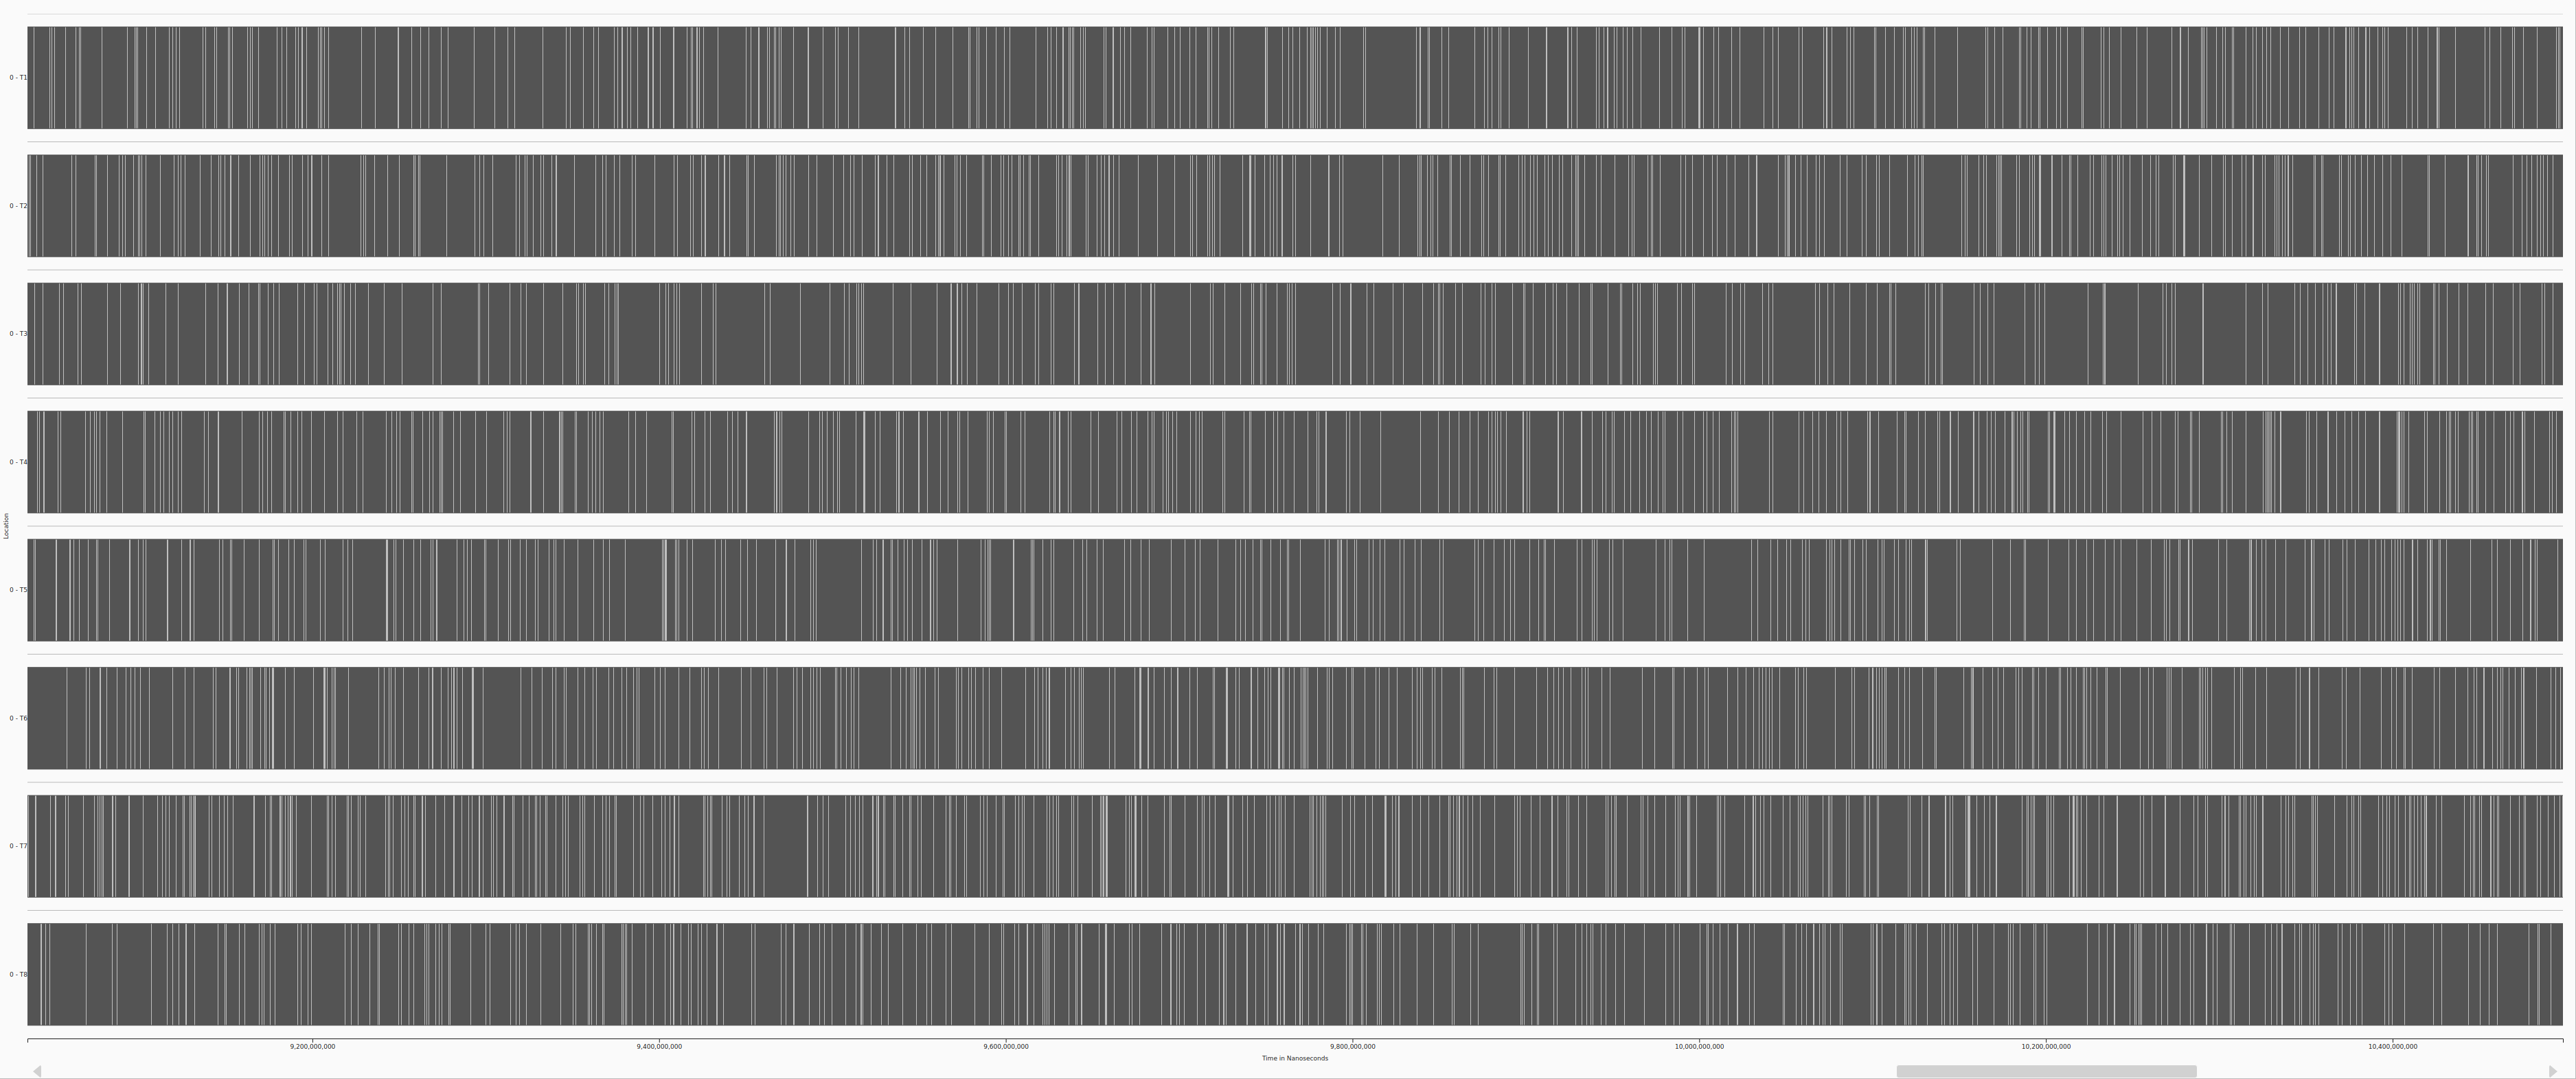 0 - T1
0 - T2
0 - T3
0 - T4
Location
0 - T5
0 - T6
0 - T7
0 - T8
9,200,000,000
9,400,000,000
9,600,000,000
9,800,000,000
10,000,000,000
10,200,000,000
10,400,000,000
Time in Nanoseconds